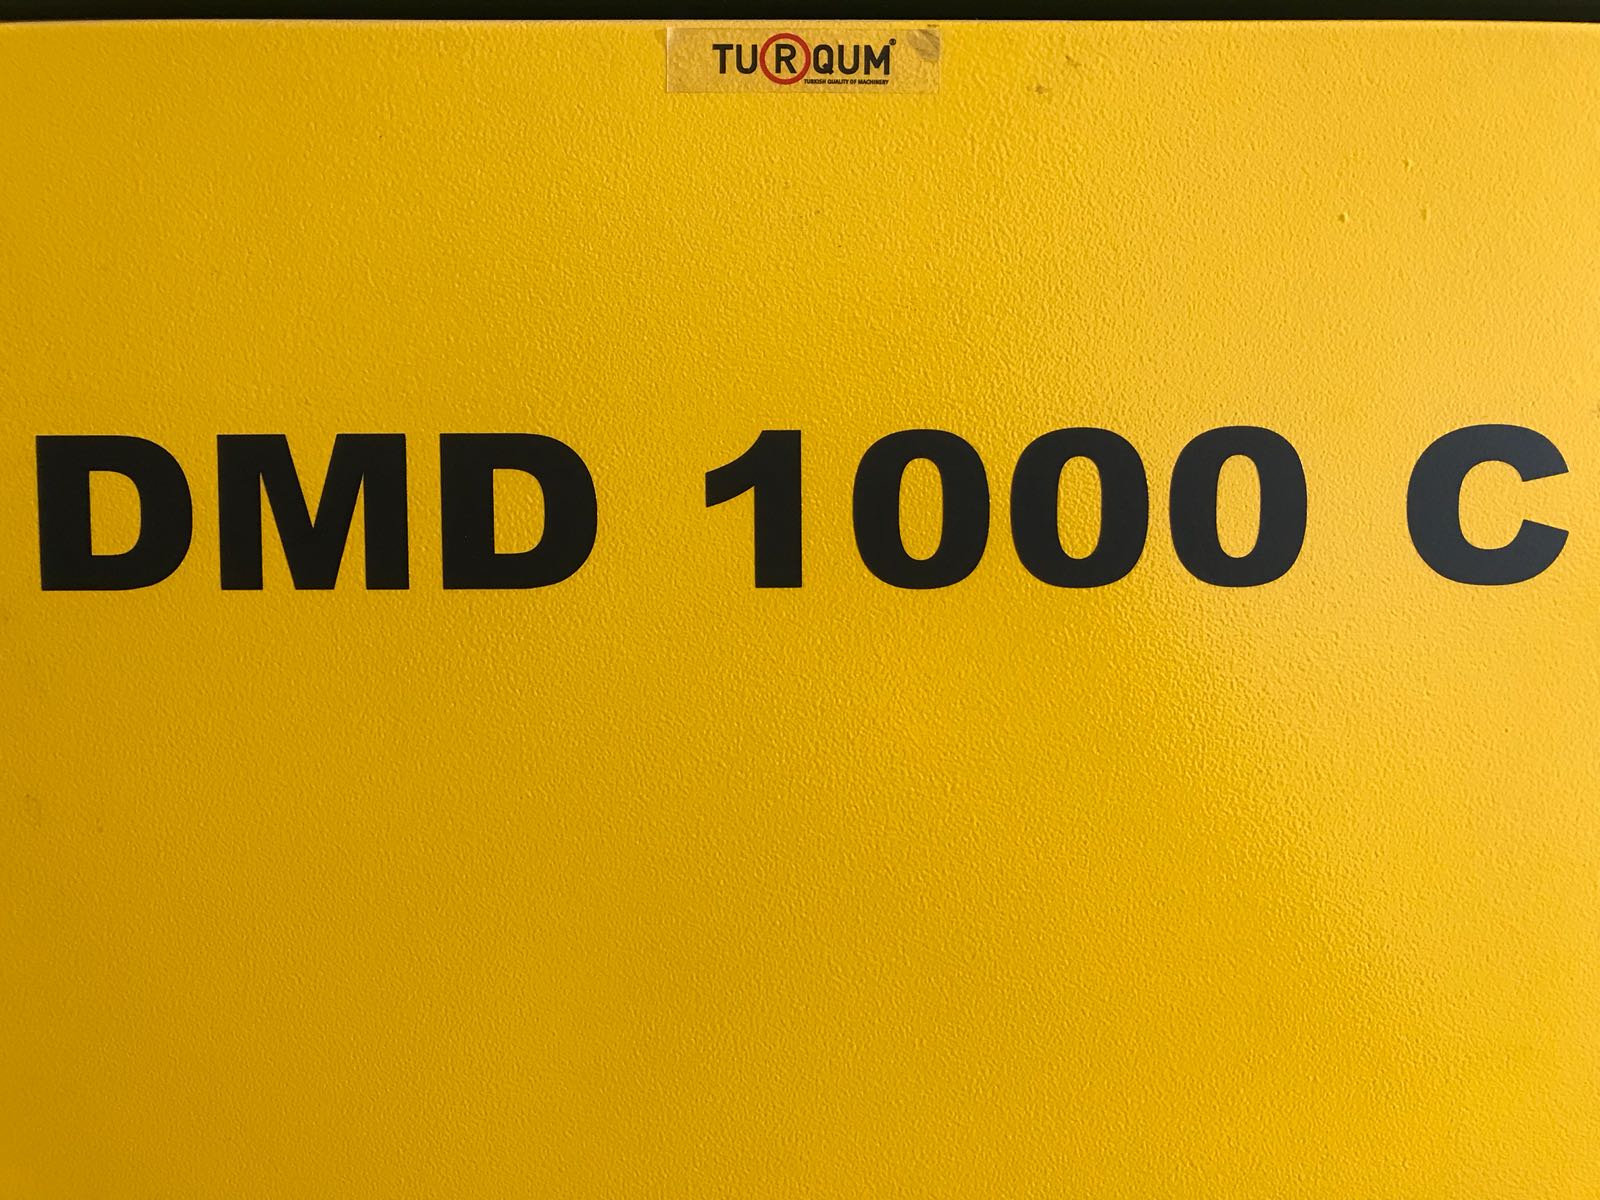 TURQUM®
TURKISH QUALITY OF MACHINERY
DMD 1000 C